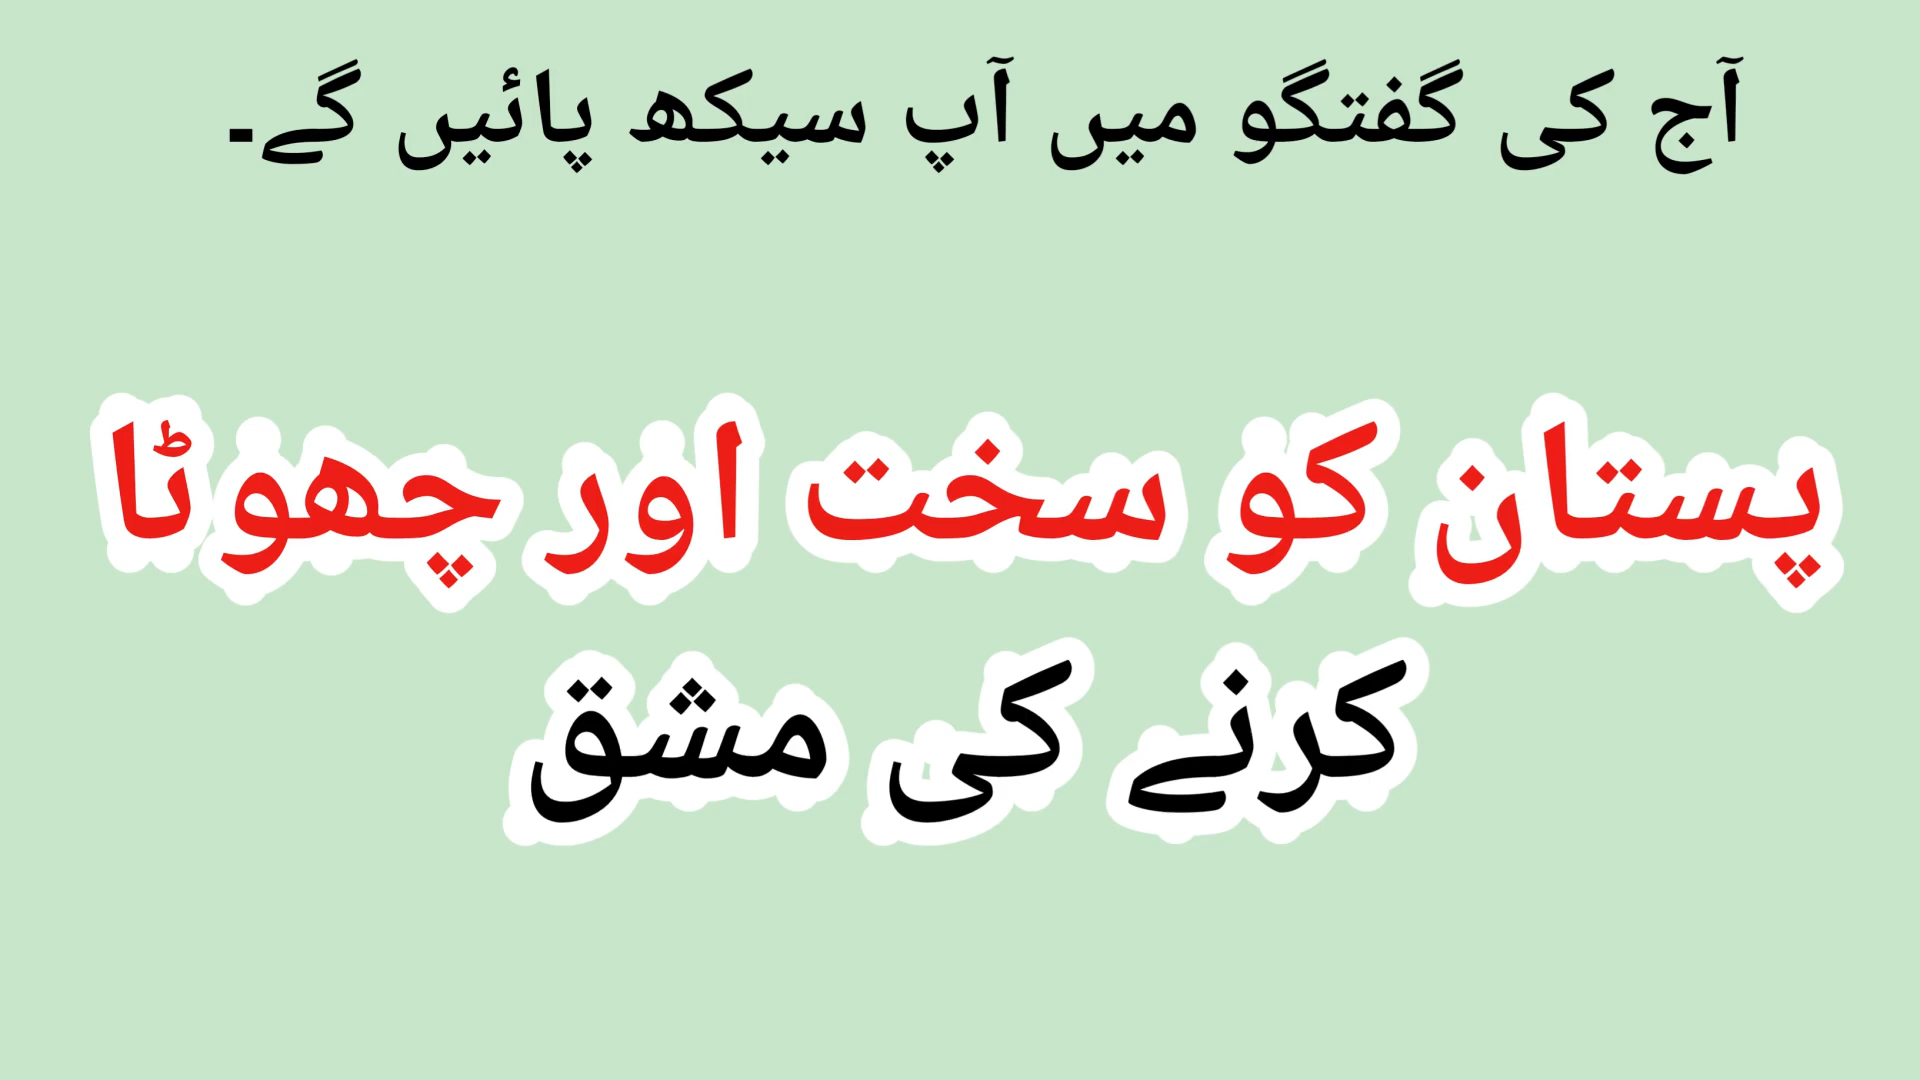 آج کی گفتگو میں آپ سیکھ پائیں گے۔
پستان کو سخت اور چھوٹا
کرنے کی مشق